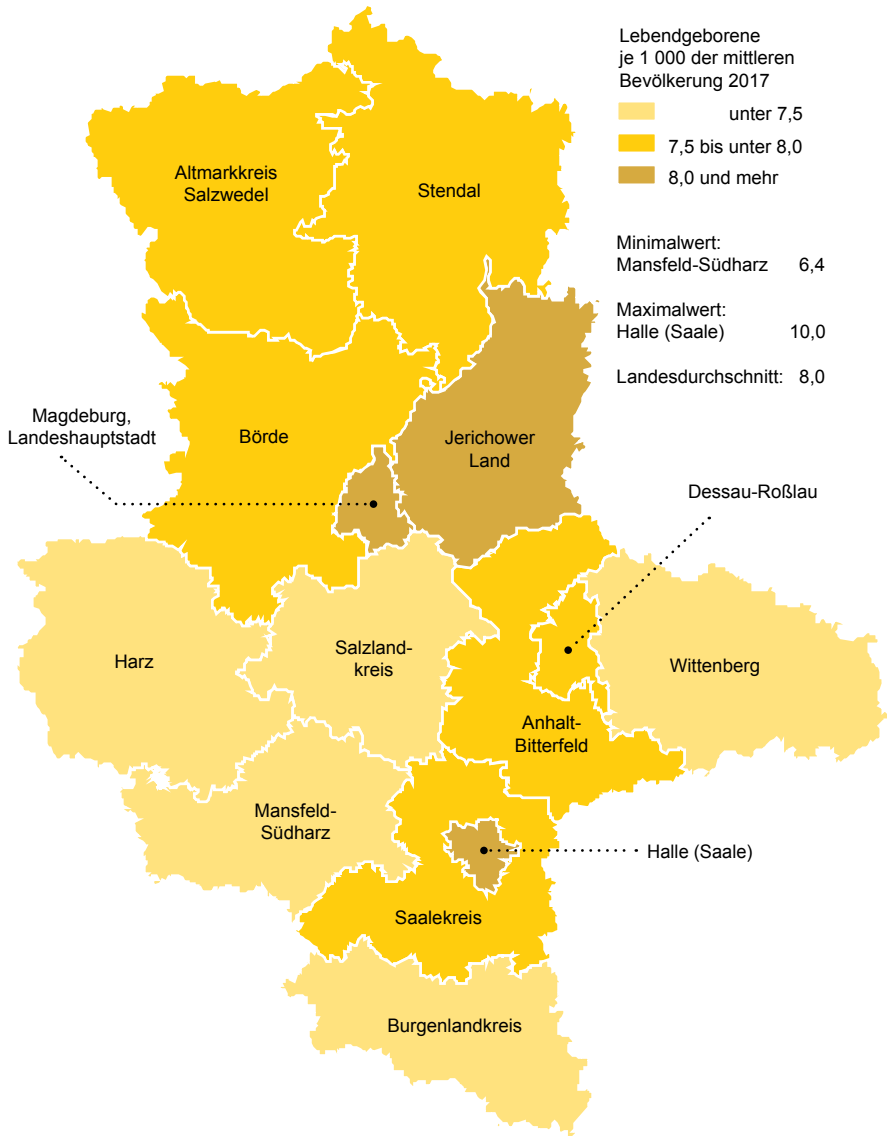 Lebendgeborene
je 1 000 der mittleren
Bevölkerung 2017
unter 7,5
7,5 bis unter 8,0
8,0 und mehr
Minimalwert:
Mansfeld-Südharz 6,4
Maximalwert:
Halle (Saale) 10,0
Landesdurchschnitt: 8,0
Altmarkkreis
Salzwedel
Stendal
Magdeburg,
Landeshauptstadt
Börde
Jerichower
Land
Dessau-Roßlau
Harz
Salzland-
kreis
Wittenberg
Anhalt-
Bitterfeld
Mansfeld-
Südharz
Halle (Saale)
Saalekreis
Burgenlandkreis